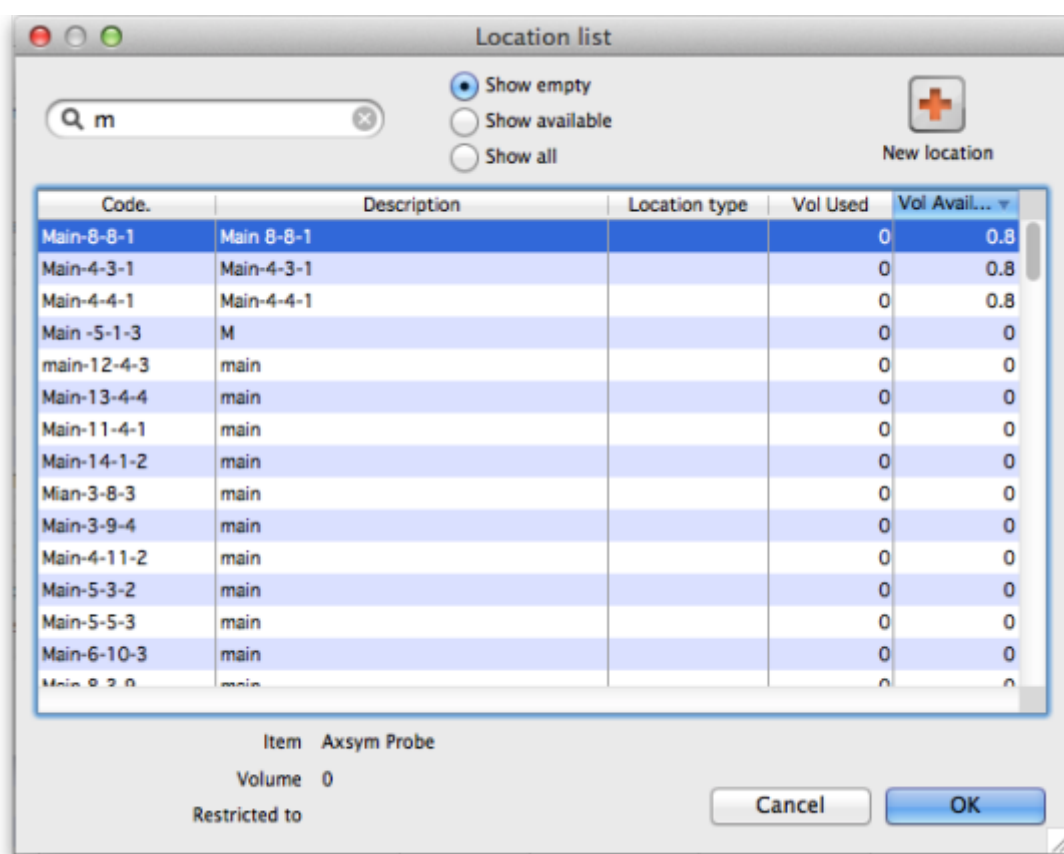 Location list
m
Show empty
Show available
Show all
New location
Code. Description Location type Vol Used Vol Avail...
Main-8-8-1 Main 8-8-1 0 0.8
Main-4-3-1 Main-4-3-1 0 0.8
Main-4-4-1 Main-4-4-1 0 0.8
Main -5-1-3 M 0 0
main-12-4-3 main 0 0
Main-13-4-4 main 0 0
Main-11-4-1 main 0 0
Main-14-1-2 main 0 0
Mian-3-8-3 main 0 0
Main-3-9-4 main 0 0
Main-4-11-2 main 0 0
Main-5-3-2 main 0 0
Main-5-5-3 main 0 0
Main-6-10-3 main 0 0
main 0 0
Item Axsym Probe
Volume 0
Restricted to
Cancel OK